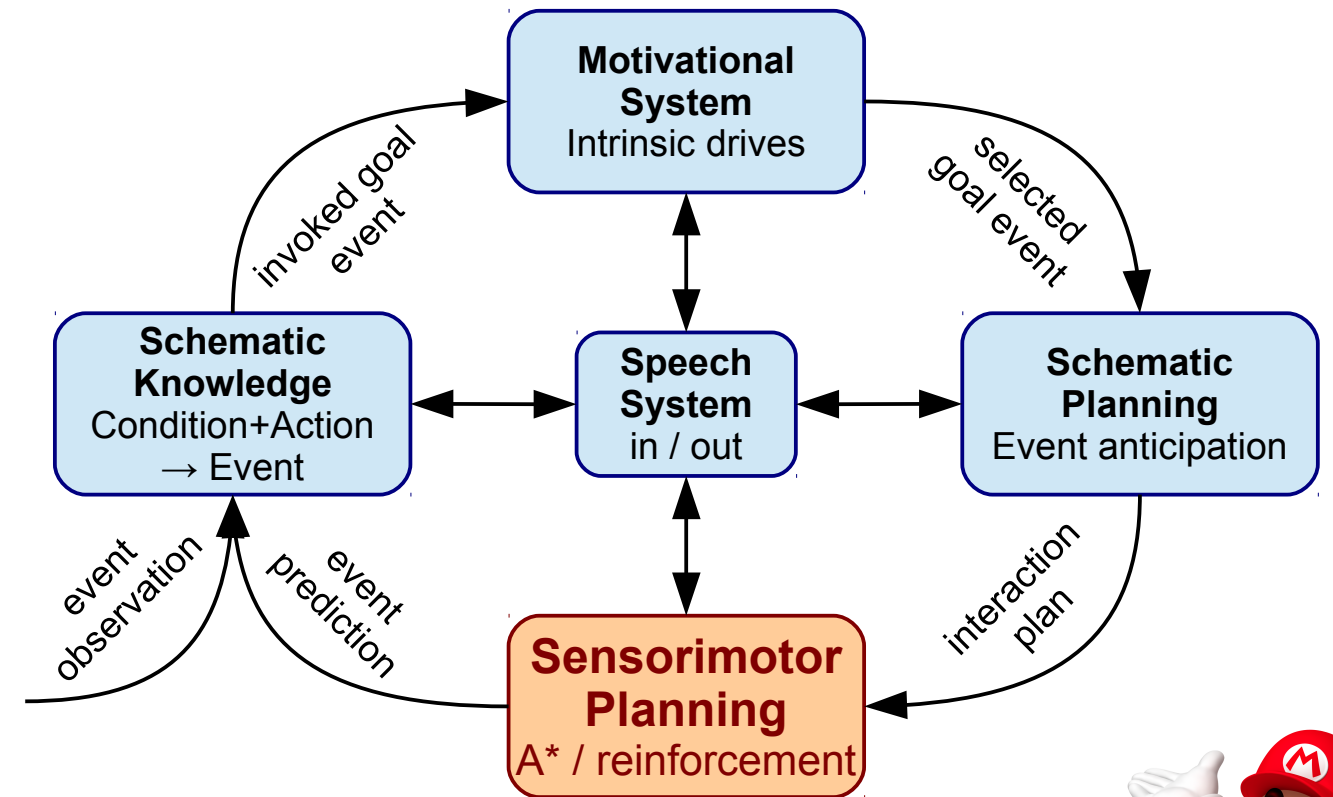 Motivational
System
Intrinsic drives
invoked goal
event
selected
goal event
Schematic
Knowledge
Condition+Action
→ Event
Speech
System
in / out
Schematic
Planning
Event anticipation
event
observation
event
prediction
interaction
plan
Sensorimotor
Planning
A* / reinforcement
M